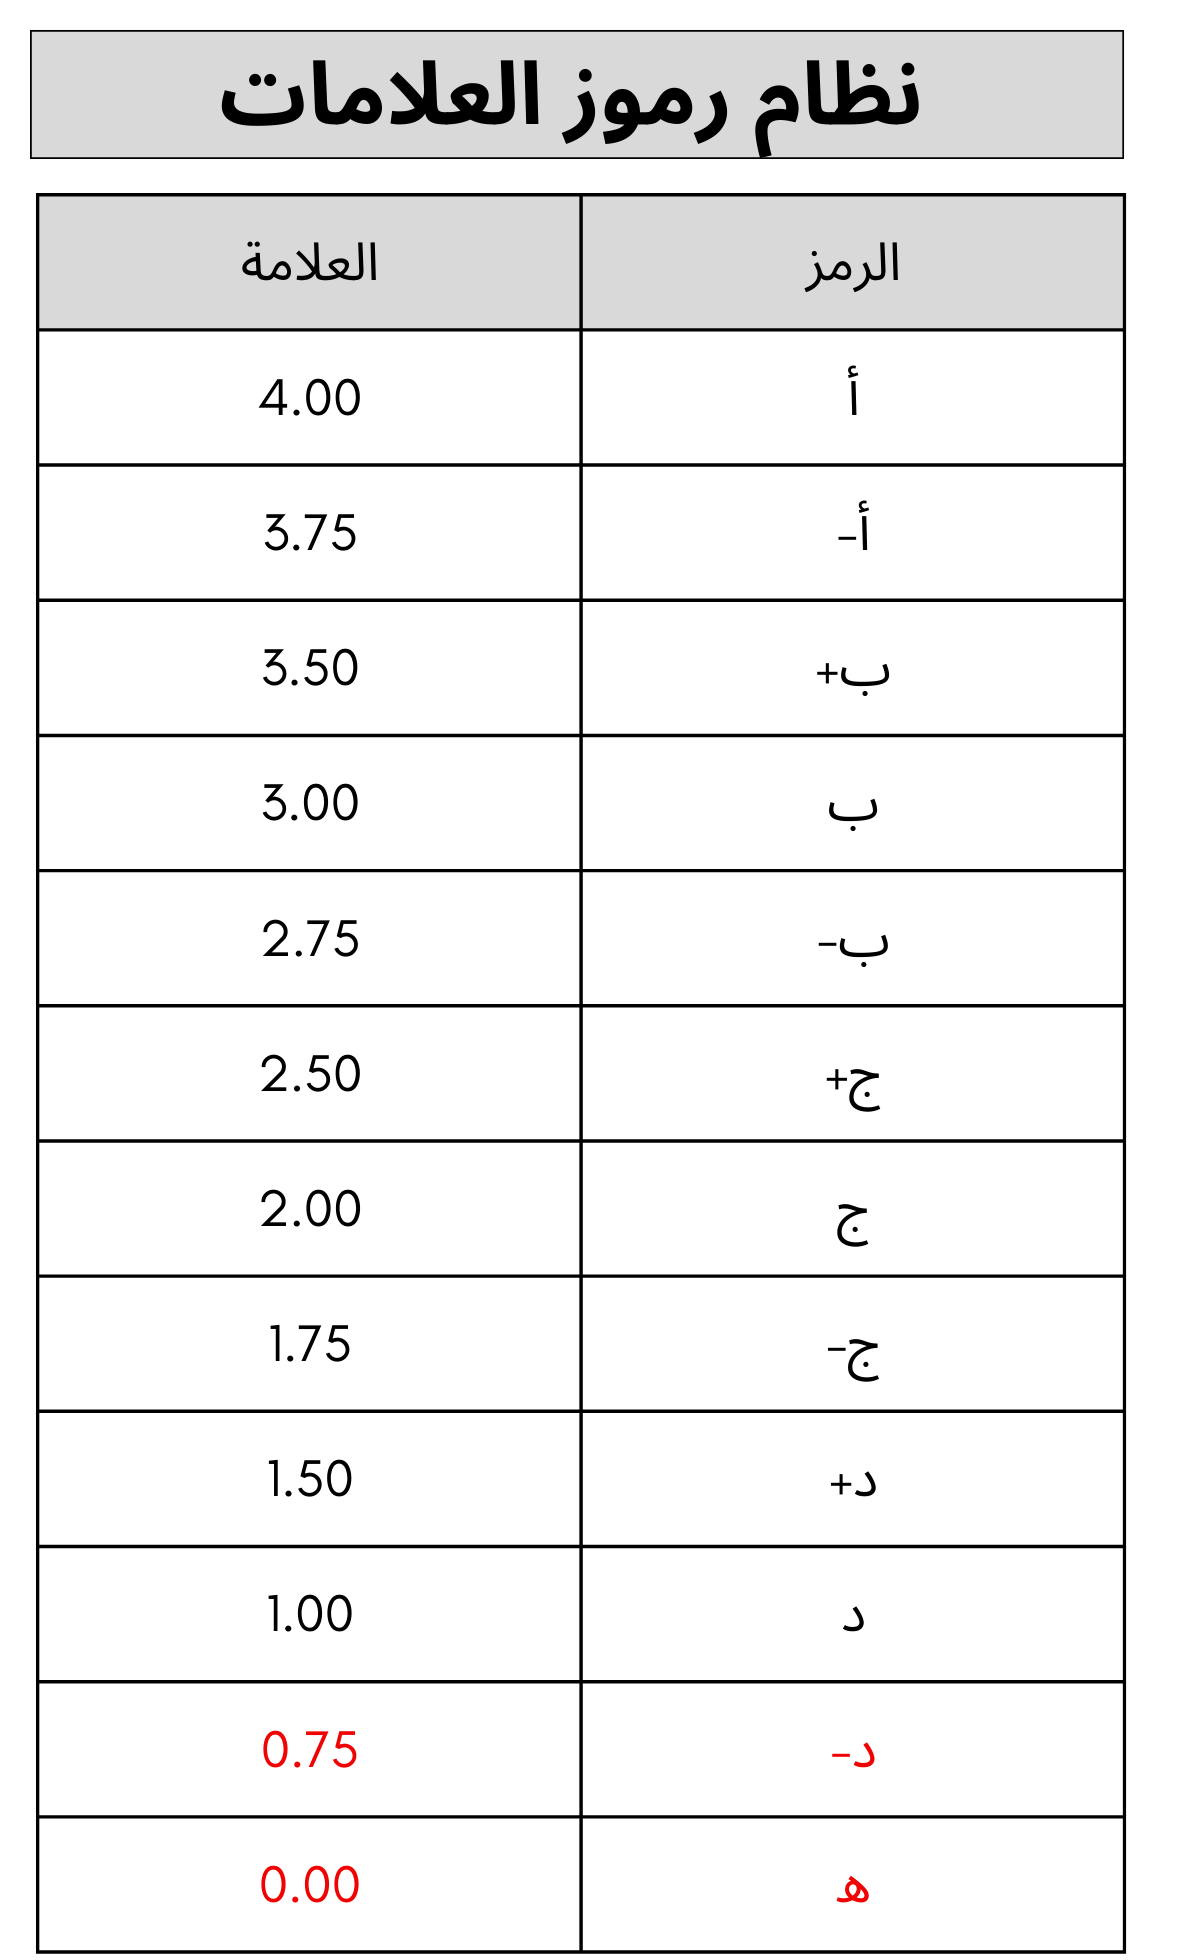 نظام رموز العلامات
الرمز العلامة
أ 4.00
أ- 3.75
ب+ 3.50
ب 3.00
ب- 2.75
ج+ 2.50
ج 2.00
ج- 1.75
د+ 1.50
د 1.00
د- 0.75
ه 0.00